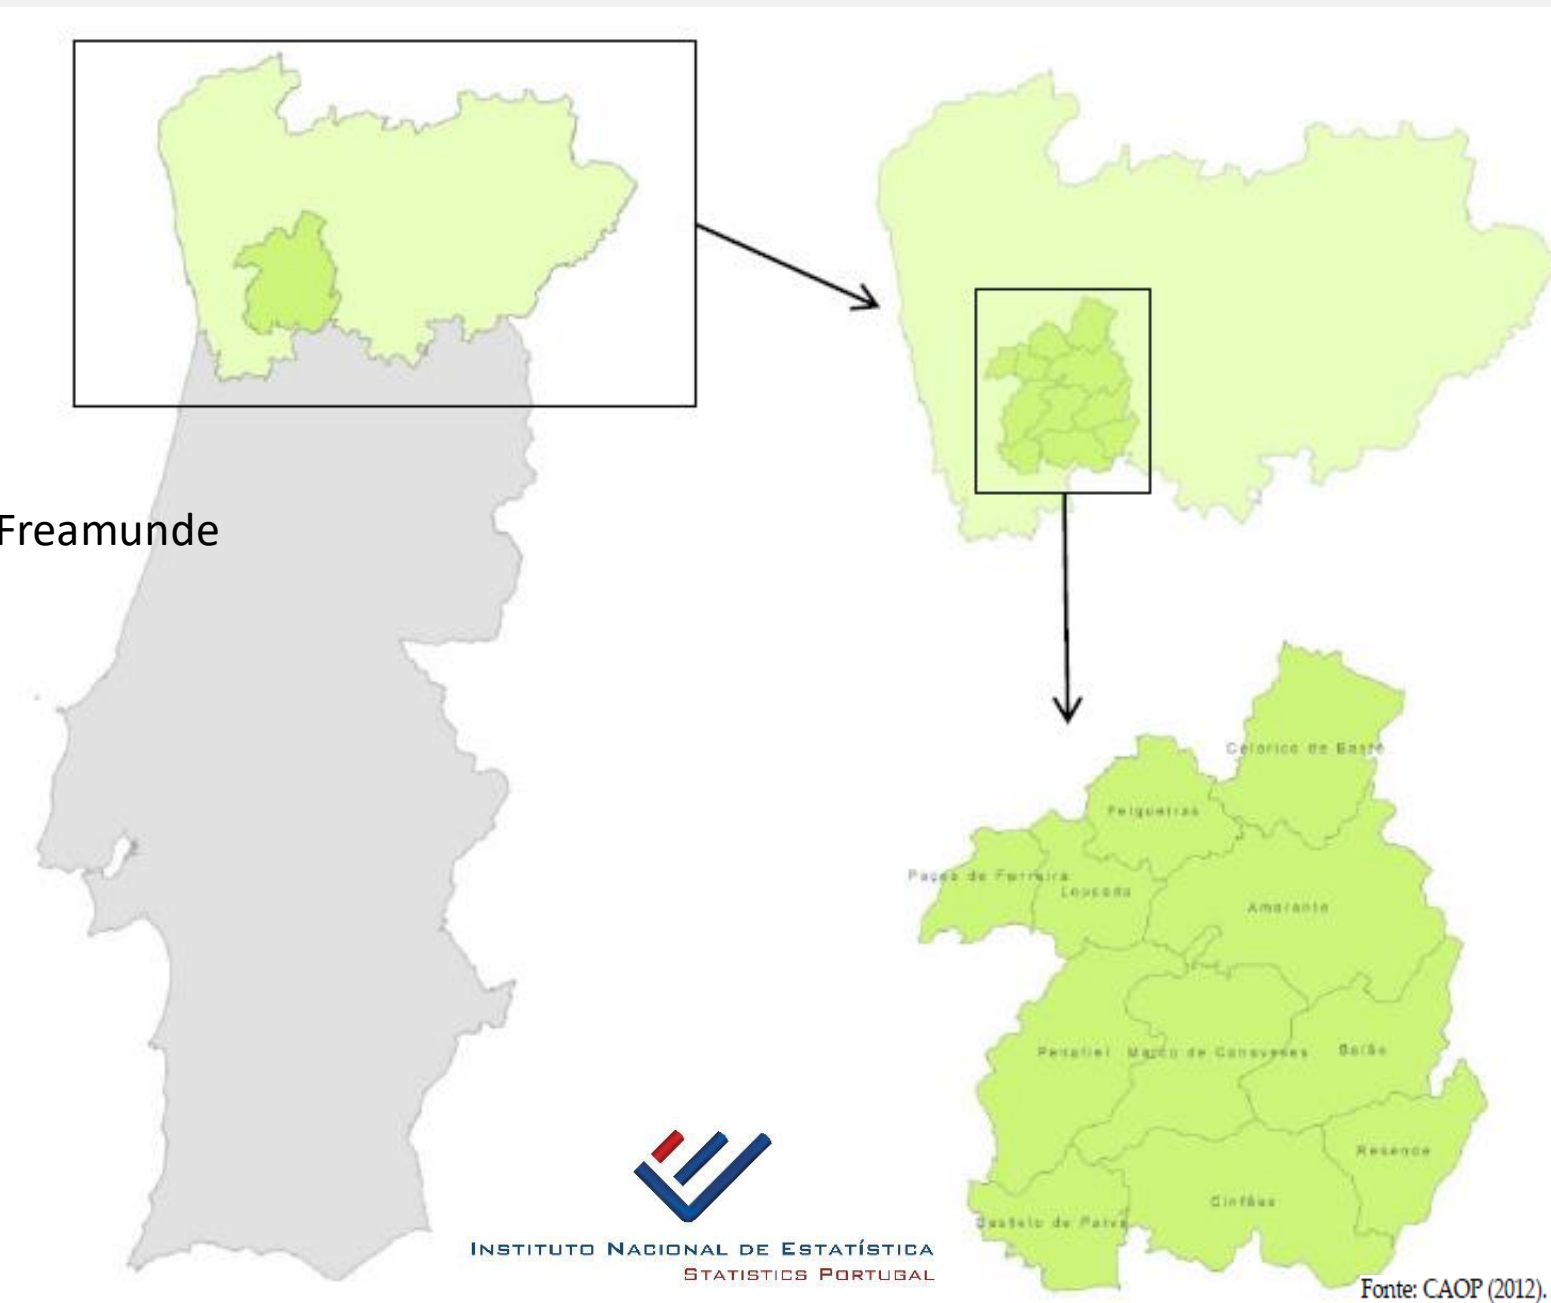 Freamunde
Celorico de Basto
Felgueiras
Paços de Ferreira
Lousada
Amarante
Penafiel
Marco de Canaveses
Baião
Resende
Cinfães
Castelo de Paiva
INSTITUTO NACIONAL DE ESTATÍSTICA
STATISTICS PORTUGAL
Fonte: CAOP (2012).